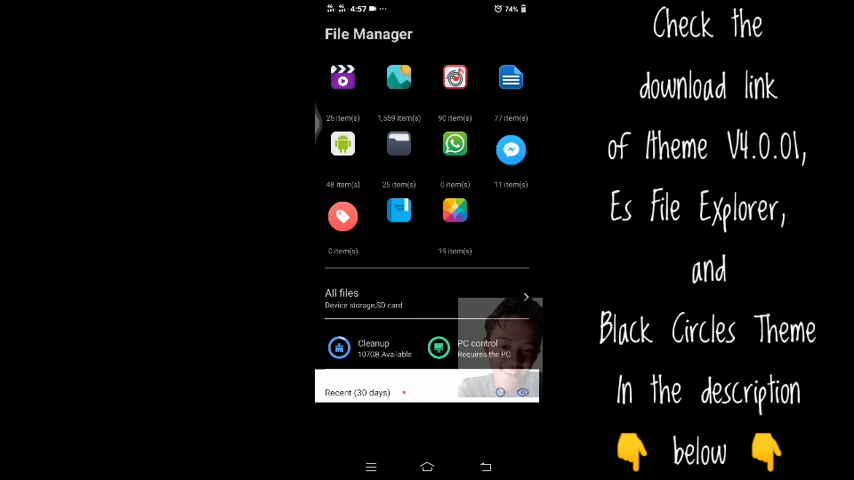 4:57
74%
File Manager
25 item(s) 1,559 item(s) 90 item(s) 77 item(s)
48 item(s) 25 item(s) 0 item(s) 11 item(s)
0 item(s) 19 item(s)
All files
Device storage,SD card
Cleanup
107GB Available
PC control
Requires the PC
Recent (30 days)
Check the
download link
of Itheme V4.0.01,
Es File Explorer,
and
Black Circles Theme
In the description
below